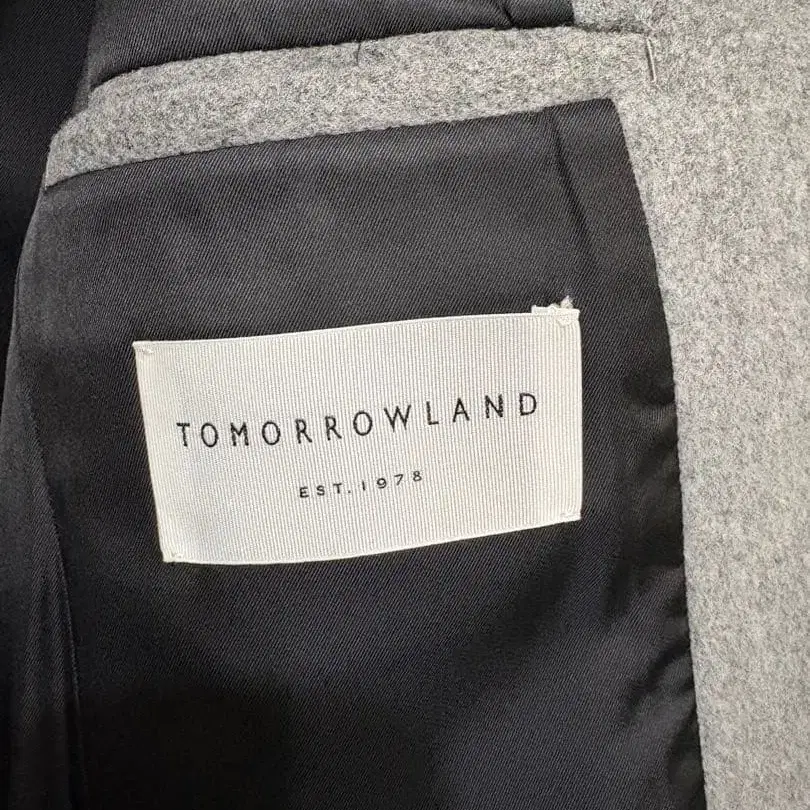 TOMORROWLAND
EST. 1978